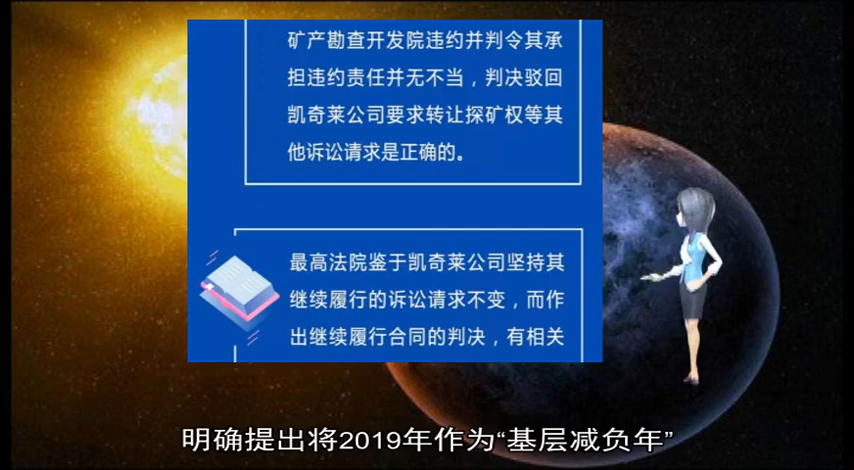 矿产勘查开发院违约并判令其承
担违约责任并无不当，判决驳回
凯奇莱公司要求转让探矿权等其
他诉讼请求是正确的。
最高法院鉴于凯奇莱公司坚持其
继续履行的诉讼请求不变，而作
出继续履行合同的判决，有相关
明确提出将2019年作为“基层减负年”